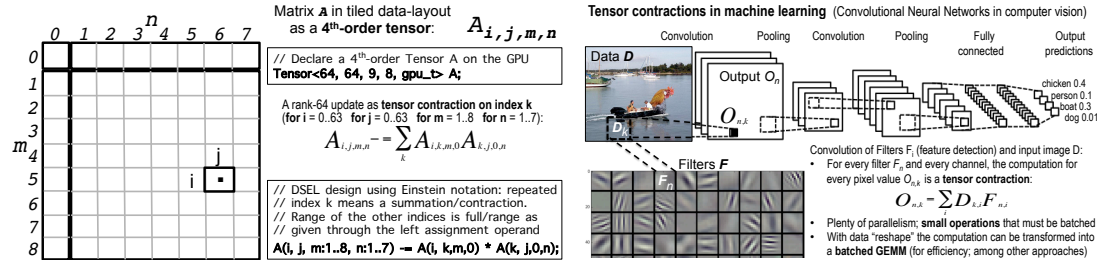 n
0 1 2 3 4 5 6 7
0
1
2
3
m
4
5
6
7
8
j
i
Matrix A in tiled data-layout
as a 4th-order tensor:
A i,j,m,n
// Declare a 4th-order Tensor A on the GPU
Tensor<64, 64, 9, 8, gpu_t> A;
A rank-64 update as tensor contraction on index k
(for i = 0..63 for j = 0..63 for m = 1..8 for n = 1..7):
A i,j,m,n −= ∑ k A i,k,m,0 A k,j,0,n
// DSEL design using Einstein notation: repeated
// index k means a summation/contraction.
// Range of the other indices is full/range as
// given through the left assignment operand
A(i, j, m:1..8, n:1..7) -= A(i, k,m,0) * A(k, j,0,n);
Tensor contractions in machine learning (Convolutional Neural Networks in computer vision)
Convolution Pooling Convolution Pooling Fully connected Output predictions
Data D
Output On
On,k
Dk
chicken 0.4
person 0.1
boat 0.3
dog 0.01
Filters F
Fn
Convolution of Filters Fi (feature detection) and input image D:
• For every filter Fn and every channel, the computation for
every pixel value On,k is a tensor contraction:
O n,k = ∑ i D k,i F n,i
• Plenty of parallelism; small operations that must be batched
• With data "reshape" the computation can be transformed into
a batched GEMM (for efficiency; among other approaches)